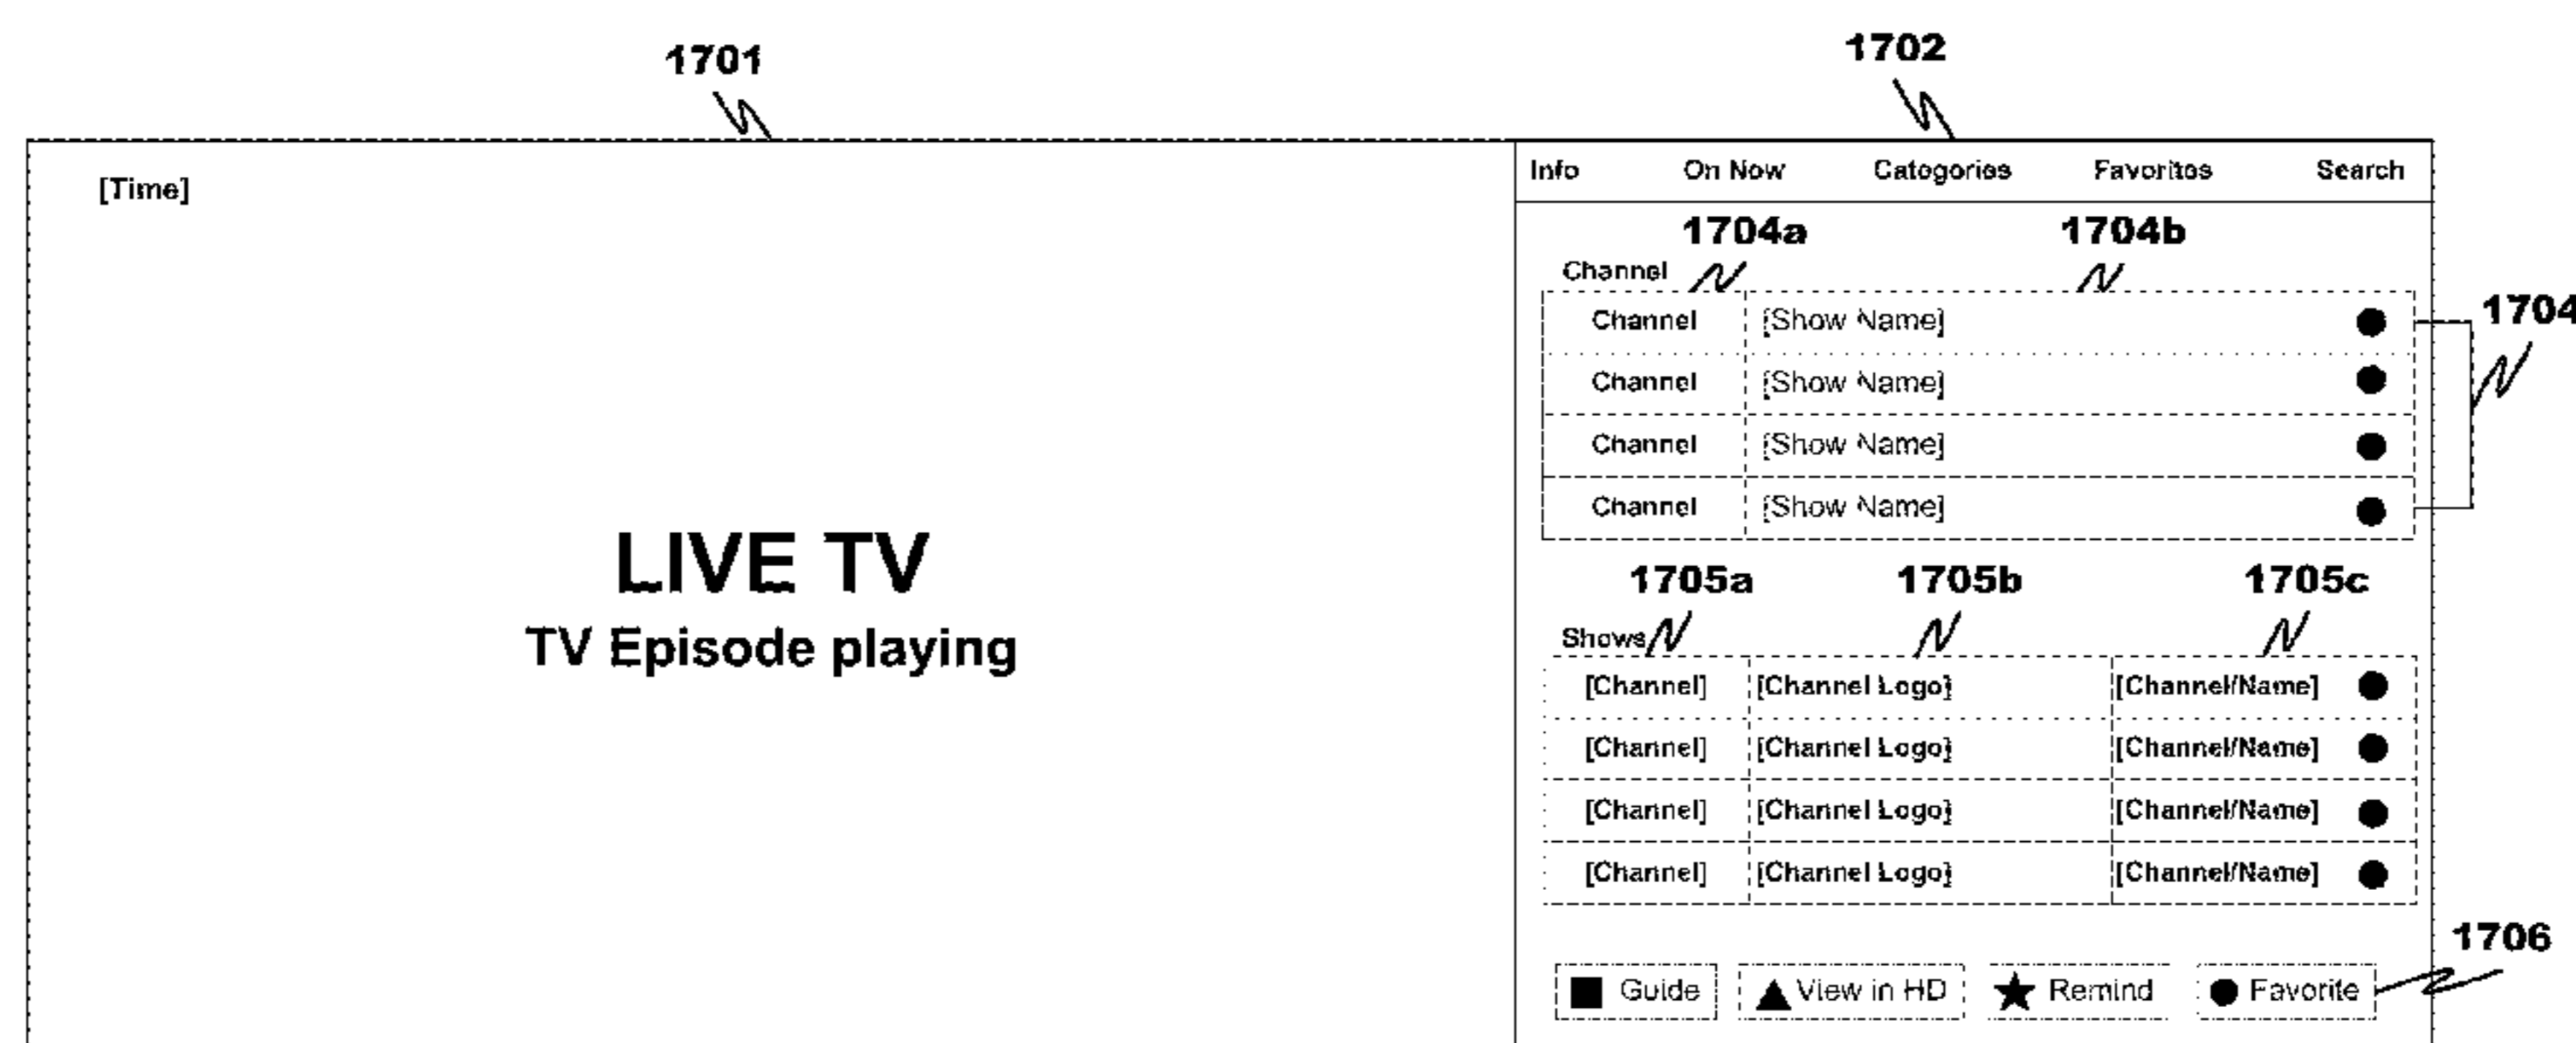 1701
1702
[Time]
Info On Now Categories Favorites Search
1704a 1704b
Channel
1704
Channel [Show Name]
Channel [Show Name]
Channel [Show Name]
Channel [Show Name]
LIVE TV
TV Episode playing
1705a 1705b 1705c
Shows
[Channel] [Channel Logo] [Channel/Name]
[Channel] [Channel Logo] [Channel/Name]
[Channel] [Channel Logo] [Channel/Name]
[Channel] [Channel Logo] [Channel/Name]
1706
Guide View in HD Remind Favorite